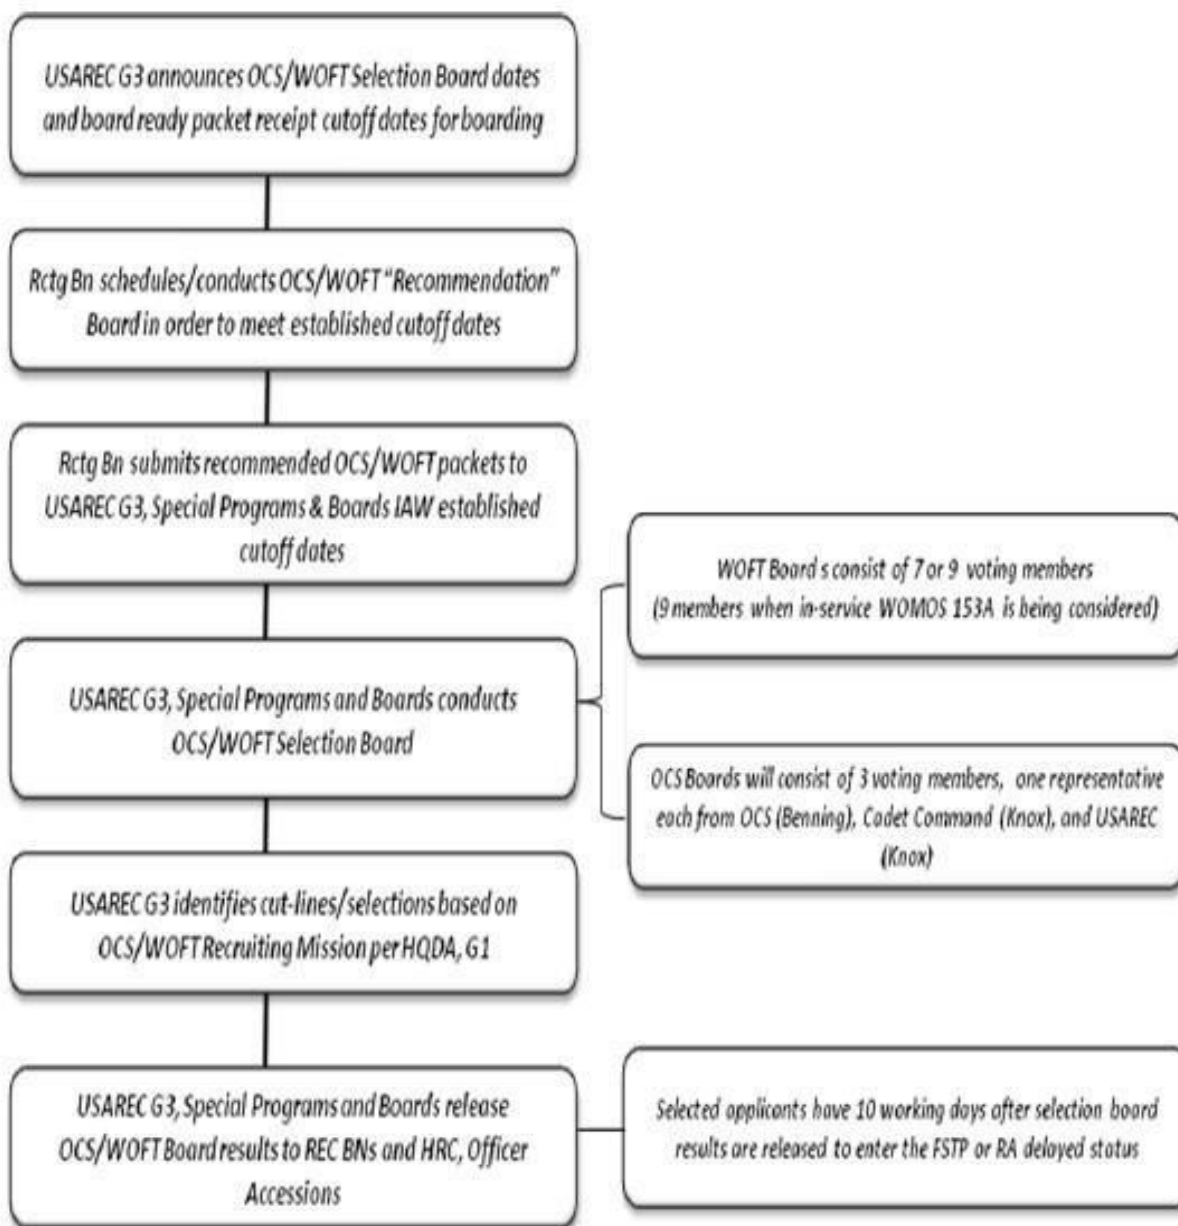 USAREC G3 announces OCS/WOFT Selection Board dates
and board ready packet receipt cutoff dates for boarding
Rctg Bn schedules/conducts OCS/WOFT "Recommendation"
Board in order to meet established cutoff dates
Rctg Bn submits recommended OCS/WOFT packets to
USAREC G3, Special Programs & Boards IAW established
cutoff dates
WOFT Board s consist of 7 or 9 voting members
(9 members when in-service WOMOS 153A is being considered)
USAREC G3, Special Programs and Boards conducts
OCS/WOFT Selection Board
OCS Boards will consist of 3 voting members, one representative
each from OCS (Benning), Cadet Command (Knox), and USAREC
(Knox)
USAREC G3 identifies cut-lines/selections based on
OCS/WOFT Recruiting Mission per HQDA, G1
USAREC G3, Special Programs and Boards release
OCS/WOFT Board results to REC BNs and HRC, Officer
Accessions
Selected applicants have 10 working days after selection board
results are released to enter the FSTP or RA delayed status